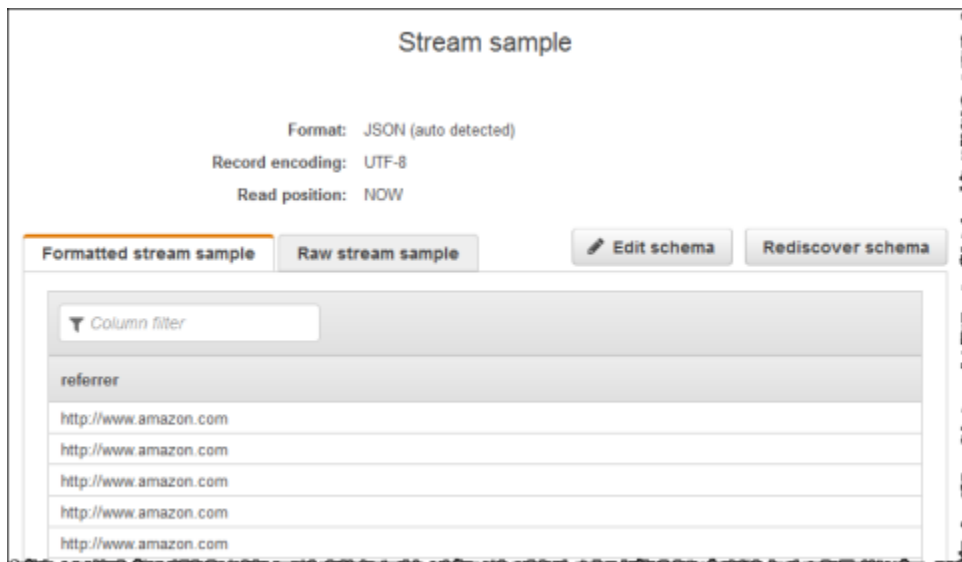 Stream sample
Format: JSON (auto detected)
Record encoding: UTF-8
Read position: NOW
Formatted stream sample Raw stream sample Edit schema Rediscover schema
Column filter
referrer
http://www.amazon.com
http://www.amazon.com
http://www.amazon.com
http://www.amazon.com
http://www.amazon.com